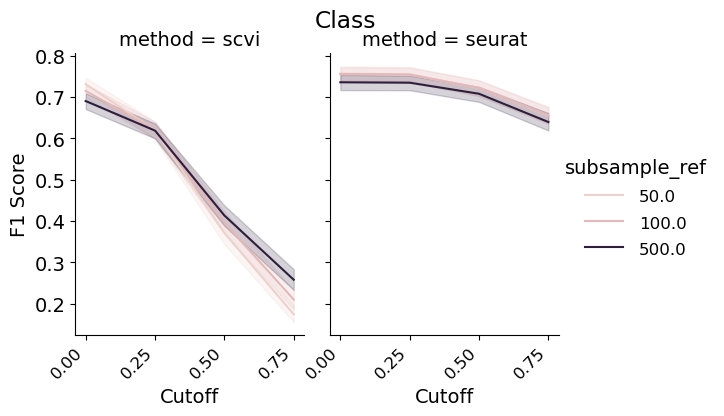 Class
method = scvi
method = seurat
F1 Score
0.8
0.7
0.6
0.5
0.4
0.3
0.2
0.00
0.25
0.50
0.75
Cutoff
0.00
0.25
0.50
0.75
Cutoff
subsample_ref
50.0
100.0
500.0